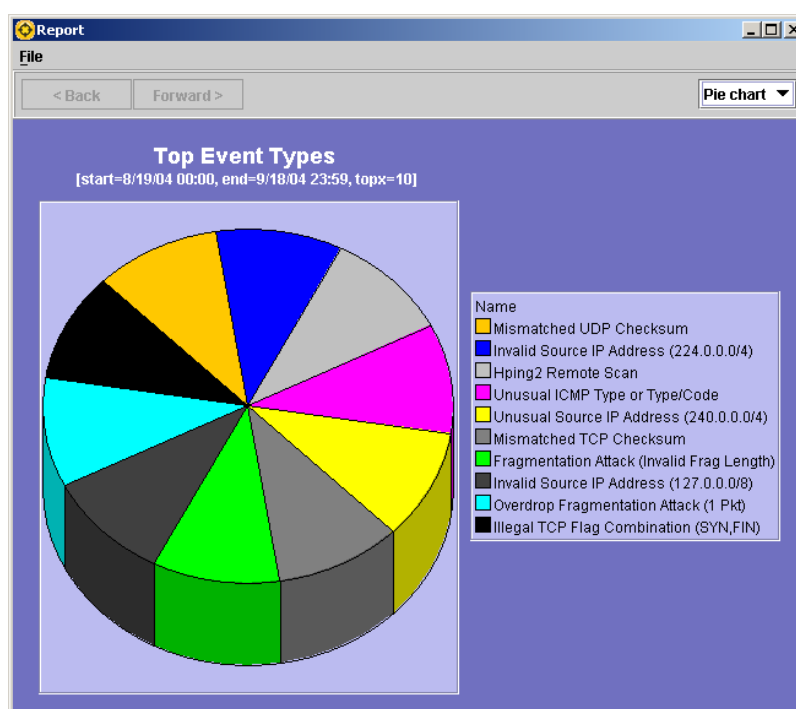 Report
File
< Back
Forward >
Pie chart
Top Event Types
[start=8/19/04 00:00, end=9/18/04 23:59, topx=10]
Name
Mismatched UDP Checksum
Invalid Source IP Address (224.0.0.0/4)
Hping2 Remote Scan
Unusual ICMP Type or Type/Code
Unusual Source IP Address (240.0.0.0/4)
Mismatched TCP Checksum
Fragmentation Attack (Invalid Frag Length)
Invalid Source IP Address (127.0.0.0/8)
Overdrop Fragmentation Attack (1 Pkt)
Illegal TCP Flag Combination (SYN,FIN)